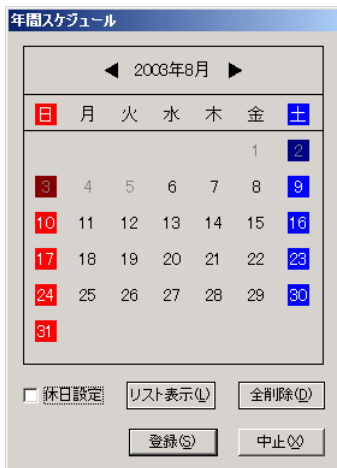 年間スケジュール
◀ 2003年8月 ▶
日 月 火 水 木 金 土
1 2
3 4 5 6 7 8 9
10 11 12 13 14 15 16
17 18 19 20 21 22 23
24 25 26 27 28 29 30
31
休日設定 リスト表示(L) 全削除(D)
登録(S) 中止(X)